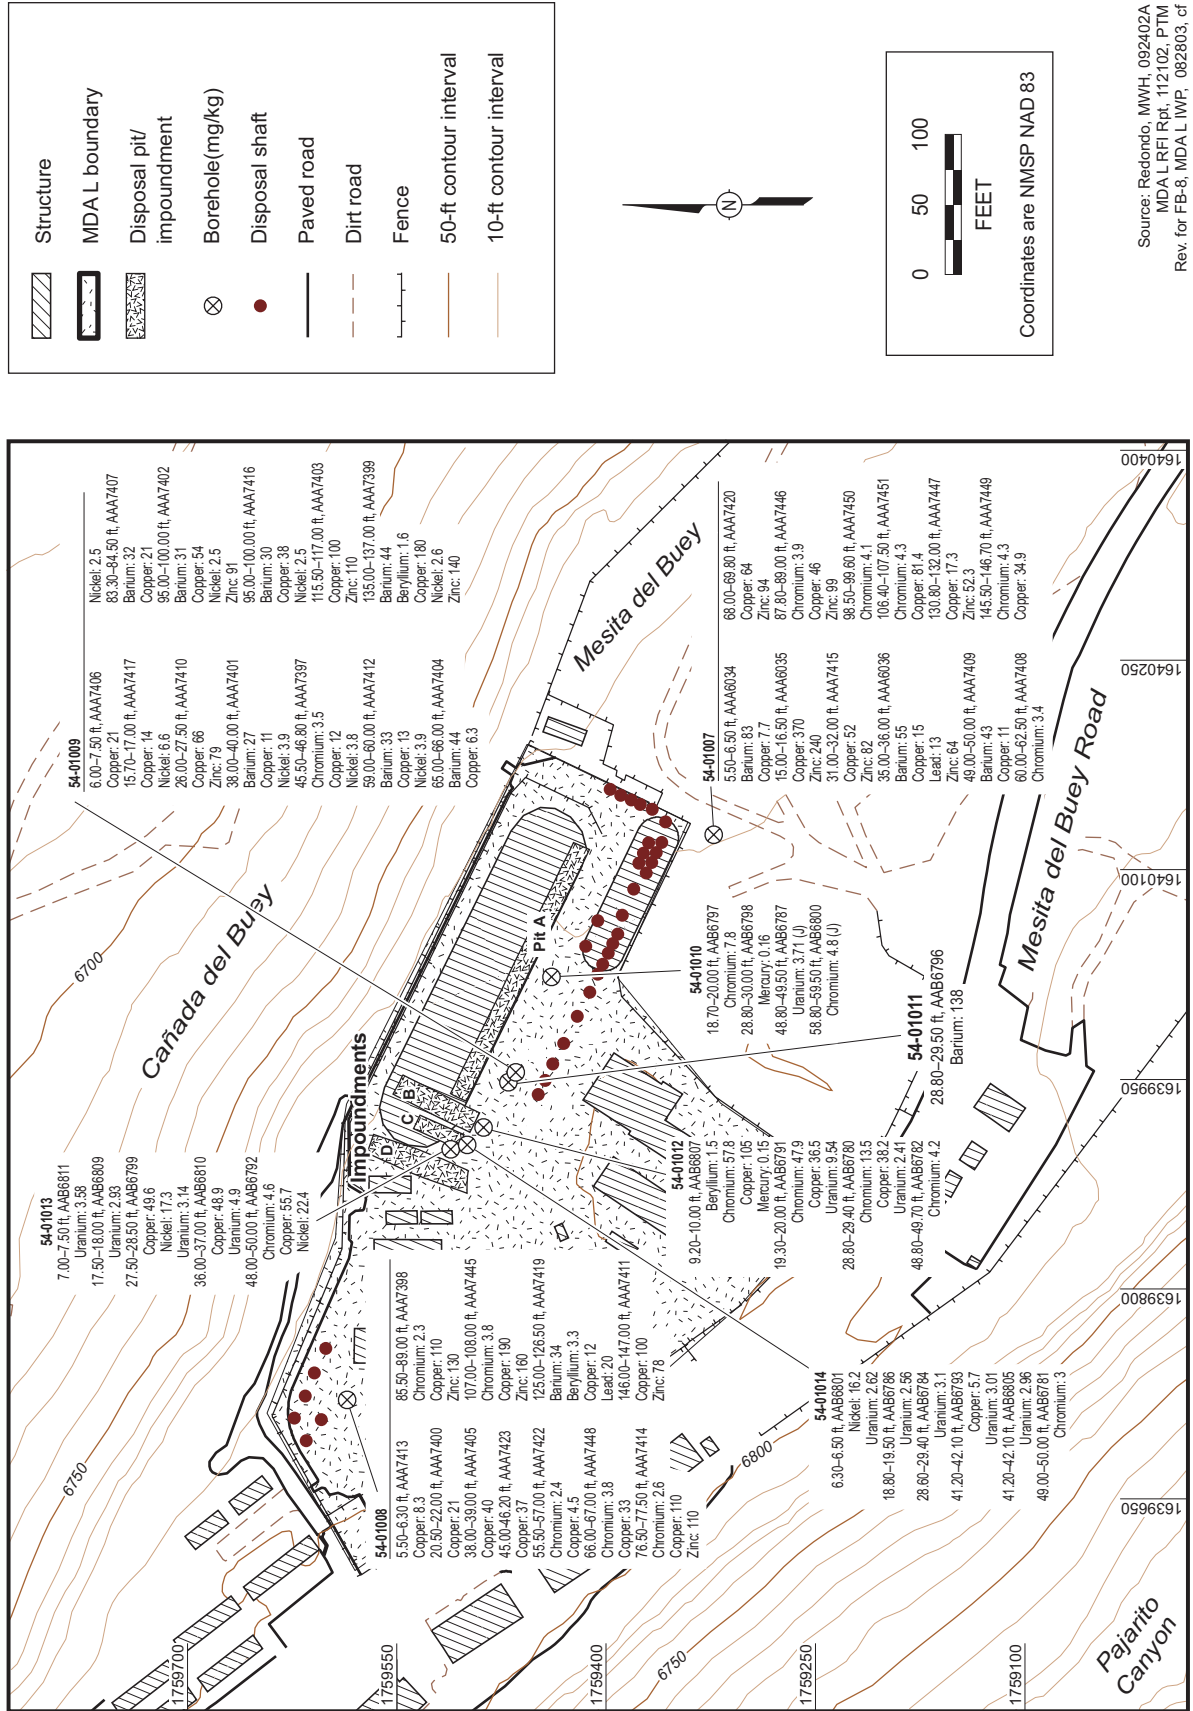 Structure
MDA L boundary
Disposal pit/
impoundment
Borehole(mg/kg)
Disposal shaft
Paved road
Dirt road
Fence
50-ft contour interval
10-ft contour interval
N
0 50 100
FEET
Coordinates are NMSP NAD 83
Source: Redondo, MWH, 092402A
MDA L RFI Rpt, 112102, PTM
Rev. for FB-8, MDA L IWP, 082803, cf
54-01009
6.00–7.50 ft, AAA7406
Copper: 21
15.70–17.00 ft, AAA7417
Copper: 14
Nickel: 6.6
26.00–27.50 ft, AAA7410
Copper: 66
Zinc: 79
38.00–40.00 ft, AAA7401
Barium: 27
Copper: 11
Nickel: 3.9
45.50–46.80 ft, AAA7397
Chromium: 3.5
Copper: 12
Nickel: 3.8
59.00–60.00 ft, AAA7412
Barium: 33
Copper: 13
Nickel: 3.9
65.00–66.00 ft, AAA7404
Barium: 44
Copper: 6.3
Nickel: 2.5
83.30–84.50 ft, AAA7407
Barium: 32
Copper: 21
95.00–100.00 ft, AAA7402
Barium: 31
Copper: 54
Nickel: 2.5
Zinc: 91
95.00–100.00 ft, AAA7416
Barium: 30
Copper: 38
Nickel: 2.5
115.50–117.00 ft, AAA7403
Copper: 100
Zinc: 110
135.00–137.00 ft, AAA7399
Barium: 44
Beryllium: 1.6
Copper: 180
Nickel: 2.6
Zinc: 140
6700
Cañada del Buey
Mesita del Buey
54-01013
7.00–7.50 ft, AAB6811
Uranium: 3.58
17.50–18.00 ft, AAB6809
Uranium: 2.93
27.50–28.50 ft, AAB6799
Copper: 49.6
Nickel: 17.3
Uranium: 3.14
36.00–37.00 ft, AAB6810
Copper: 48.9
Uranium: 4.9
48.00–50.00 ft, AAB6792
Chromium: 4.6
Copper: 55.7
Nickel: 22.4
Impoundments
D
C
B
Pit A
54-01007
5.50–6.50 ft, AAA6034
Barium: 83
Copper: 7.7
15.00–16.50 ft, AAA6035
Copper: 370
Zinc: 240
31.00–32.00 ft, AAA7415
Copper: 52
Zinc: 82
35.00–36.00 ft, AAA6036
Barium: 55
Copper: 15
Lead: 13
Zinc: 64
49.00–50.00 ft, AAA7409
Barium: 43
Copper: 11
60.00–62.50 ft, AAA7408
Chromium: 3.4
68.00–69.80 ft, AAA7420
Copper: 64
Zinc: 94
87.80–89.00 ft, AAA7446
Chromium: 3.9
Copper: 46
Zinc: 99
98.50–99.60 ft, AAA7450
Chromium: 4.1
106.40–107.50 ft, AAA7451
Chromium: 4.3
Copper: 81.4
130.80–132.00 ft, AAA7447
Copper: 17.3
Zinc: 52.3
145.50–146.70 ft, AAA7449
Chromium: 4.3
Copper: 34.9
54-01010
18.70–20.00 ft, AAB6797
Chromium: 7.8
28.80–30.00 ft, AAB6798
Mercury: 0.16
48.80–49.50 ft, AAB6787
Uranium: 3.71 (J)
58.80–59.50 ft, AAB6800
Chromium: 4.8 (J)
54-01011
28.80–29.50 ft, AAB6796
Barium: 138
54-01012
9.20–10.00 ft, AAB6807
Beryllium: 1.5
Chromium: 57.8
Copper: 105
Mercury: 0.15
19.30–20.00 ft, AAB6791
Chromium: 47.9
Copper: 36.5
Uranium: 9.54
28.80–29.40 ft, AAB6780
Chromium: 13.5
Copper: 38.2
Uranium: 2.41
48.80–49.70 ft, AAB6782
Chromium: 4.2
54-01008
5.50–6.30 ft, AAA7413
Copper: 8.3
20.50–22.00 ft, AAA7400
Copper: 21
38.00–39.00 ft, AAA7405
Copper: 40
45.00–46.20 ft, AAA7423
Copper: 37
55.50–57.00 ft, AAA7422
Chromium: 2.4
Copper: 4.5
66.00–67.00 ft, AAA7448
Chromium: 3.8
Copper: 33
76.50–77.50 ft, AAA7414
Chromium: 2.6
Copper: 110
Zinc: 110
85.50–89.00 ft, AAA7398
Chromium: 2.3
Copper: 110
Zinc: 130
107.00–108.00 ft, AAA7445
Chromium: 3.8
Copper: 190
Zinc: 160
125.00–126.50 ft, AAA7419
Barium: 34
Beryllium: 3.3
Copper: 12
Lead: 20
146.00–147.00 ft, AAA7411
Copper: 100
Zinc: 78
54-01014
6.30–6.50 ft, AAB6801
Nickel: 16.2
Uranium: 2.62
18.80–19.50 ft, AAB6786
Uranium: 2.56
28.60–29.40 ft, AAB6784
Uranium: 3.1
41.20–42.10 ft, AAB6793
Copper: 5.7
Uranium: 3.01
41.20–42.10 ft, AAB6805
Uranium: 2.96
49.00–50.00 ft, AAB6781
Chromium: 3
Mesita del Buey Road
6750
6800
6750
Pajarito
Canyon
1759700
1759550
1759400
1759250
1759100
1639650
1639800
1639950
1640100
1640250
1640400